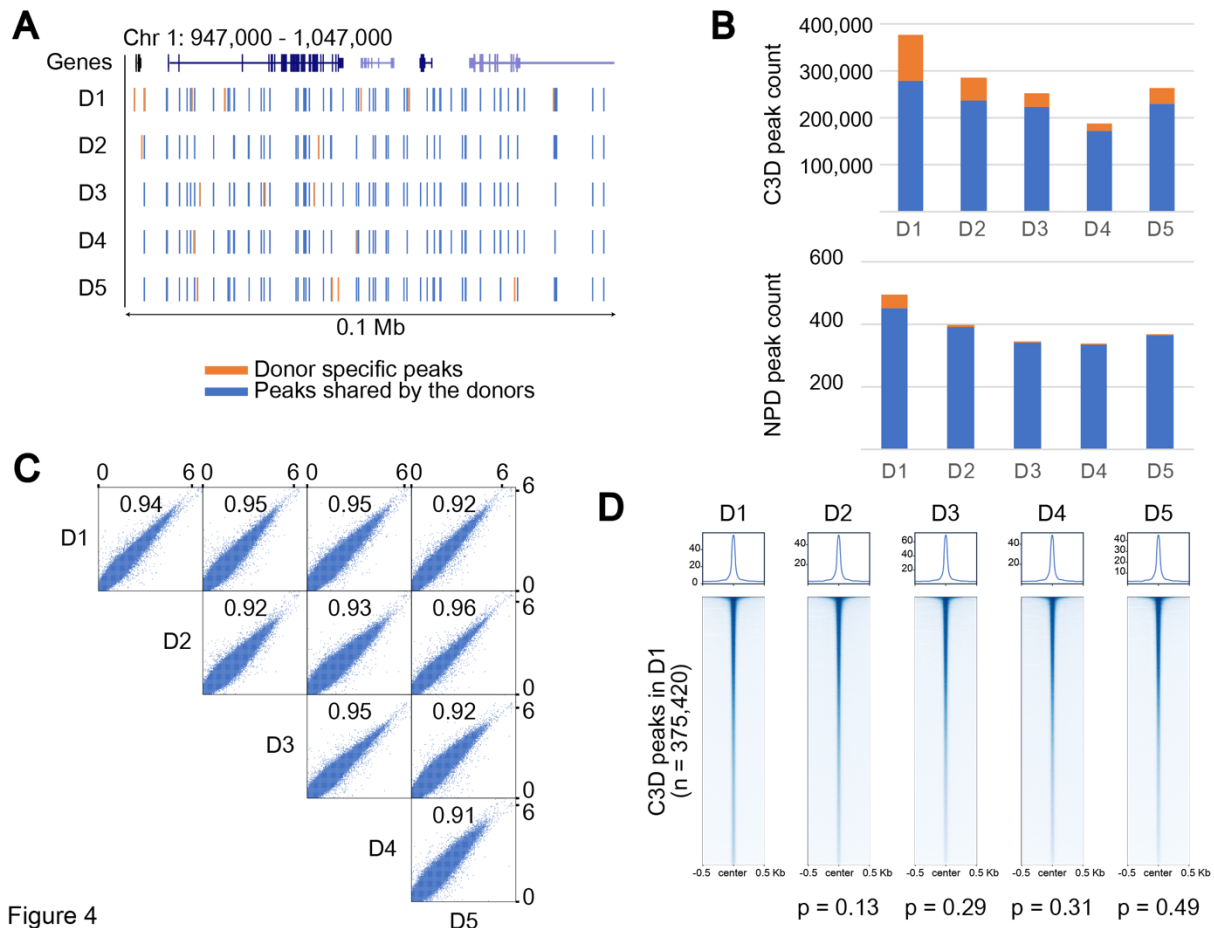 A
Chr 1: 947,000 - 1,047,000
Genes
D1
D2
D3
D4
D5
0.1 Mb
Donor specific peaks
Peaks shared by the donors
B
C3D peak count
400,000
300,000
200,000
100,000
D1 D2 D3 D4 D5
NPD peak count
600
400
200
D1 D2 D3 D4 D5
C
0 6 0 6 0 6 0 6
D1 0.94 0.95 0.95 0.92 6 0
D2 0.92 0.93 0.96 6 0
D3 0.95 0.92 6 0
D4 0.91 6 0
D5
D
D1 D2 D3 D4 D5
40 20
40 20
60 40 20
40 20
40 30 20 10
C3D peaks in D1
(n = 375,420)
-0.5 center 0.5 Kb -0.5 center 0.5 Kb -0.5 center 0.5 Kb -0.5 center 0.5 Kb -0.5 center 0.5 Kb
p = 0.13 p = 0.29 p = 0.31 p = 0.49
Figure 4